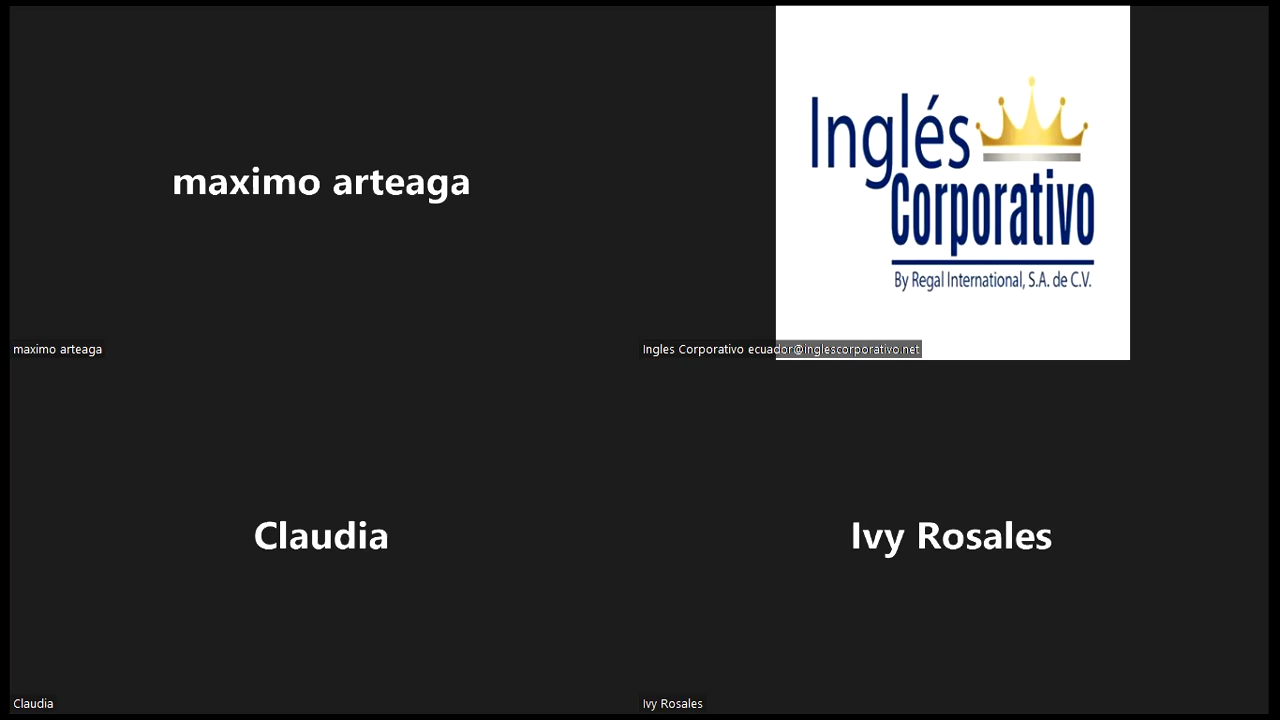 maximo arteaga
maximo arteaga
Inglés
Corporativo
By Regal International, S.A. de C.V.
Ingles Corporativo ecuador@inglescorporativo.net
Claudia
Claudia
Ivy Rosales
Ivy Rosales